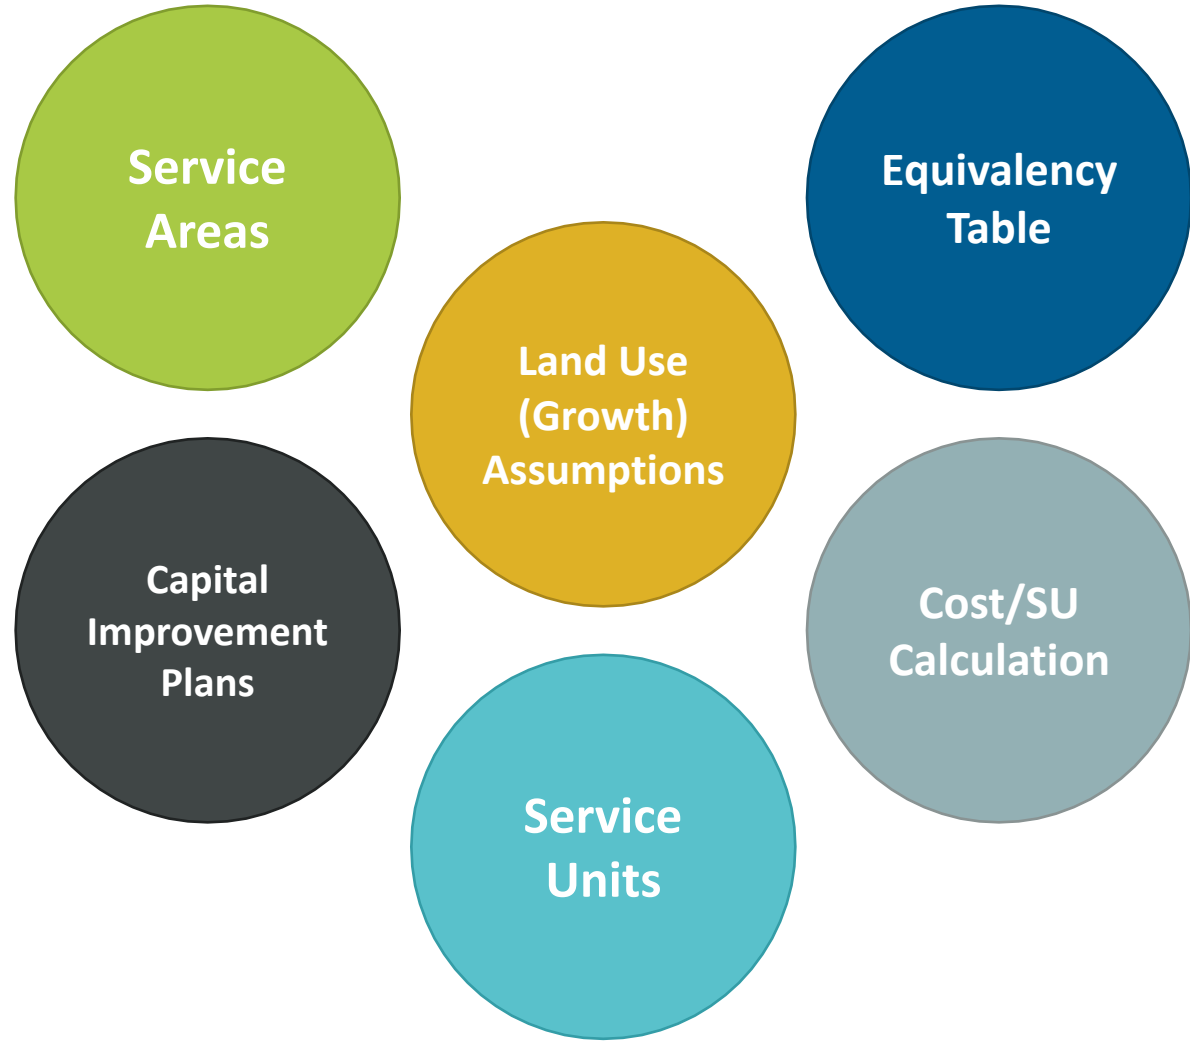 Service
Areas
Equivalency
Table
Land Use
(Growth)
Assumptions
Capital
Improvement
Plans
Cost/SU
Calculation
Service
Units